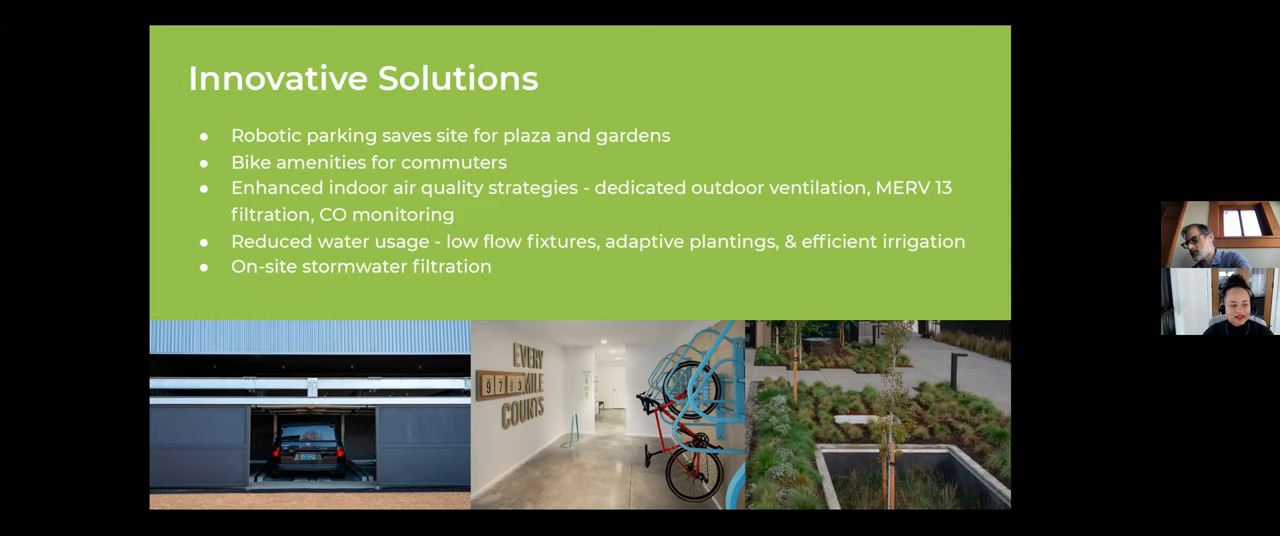 Innovative Solutions
● Robotic parking saves site for plaza and gardens
● Bike amenities for commuters
● Enhanced indoor air quality strategies - dedicated outdoor ventilation, MERV 13
filtration, CO monitoring
● Reduced water usage - low flow fixtures, adaptive plantings, & efficient irrigation
● On-site stormwater filtration
EVERY
9783 MILE
COUNTS